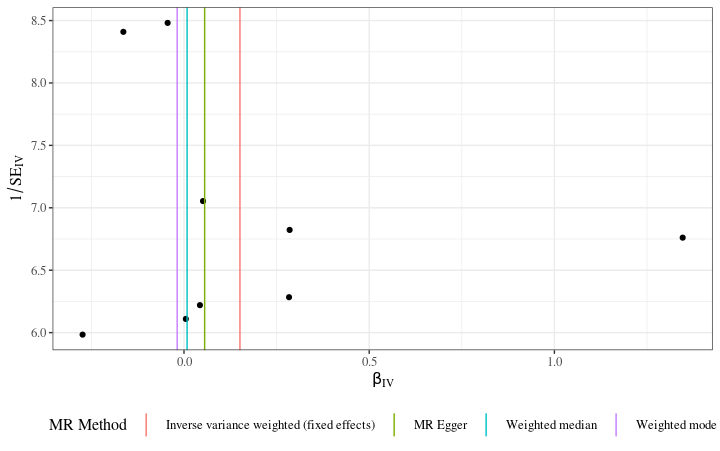 8.5
8.0
7.5
7.0
6.5
6.0
1/SE_IV
0.0 0.5 1.0
β_IV
MR Method Inverse variance weighted (fixed effects) MR Egger Weighted median Weighted mode